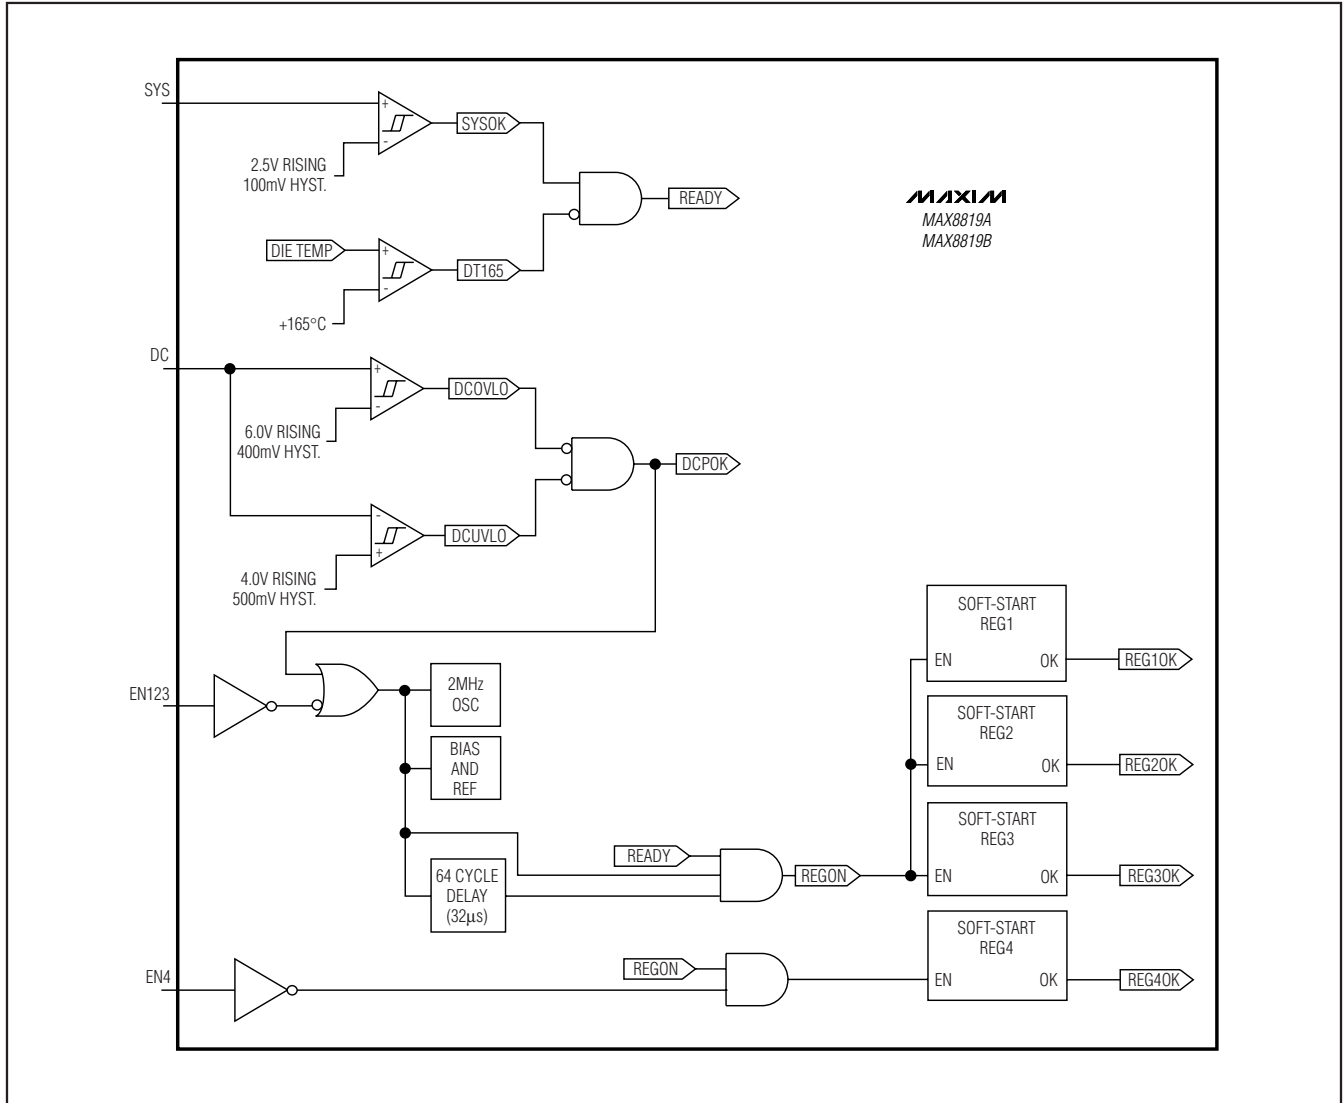 SYS
+
SYSOK
-
2.5V RISING
100mV HYST.
READY
MAXIM
MAX8819A
MAX8819B
DIE TEMP
+
DT165
-
+165°C
DC
+
DCOVLO
-
6.0V RISING
400mV HYST.
DCPOK
-
DCUVLO
+
4.0V RISING
500mV HYST.
SOFT-START
REG1
EN
OK
REG1OK
EN123
2MHz
OSC
SOFT-START
REG2
EN
OK
REG2OK
BIAS
AND
REF
SOFT-START
REG3
EN
OK
REG3OK
READY
REGON
64 CYCLE
DELAY
(32µs)
SOFT-START
REG4
EN
OK
REG4OK
REGON
EN4